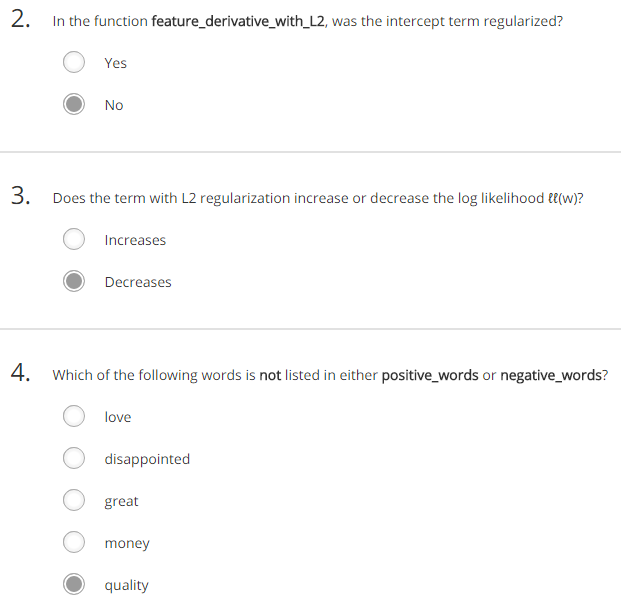 2. In the function feature_derivative_with_L2, was the intercept term regularized?
Yes
No
3. Does the term with L2 regularization increase or decrease the log likelihood ℓℓ(w)?
Increases
Decreases
4. Which of the following words is not listed in either positive_words or negative_words?
love
disappointed
great
money
quality